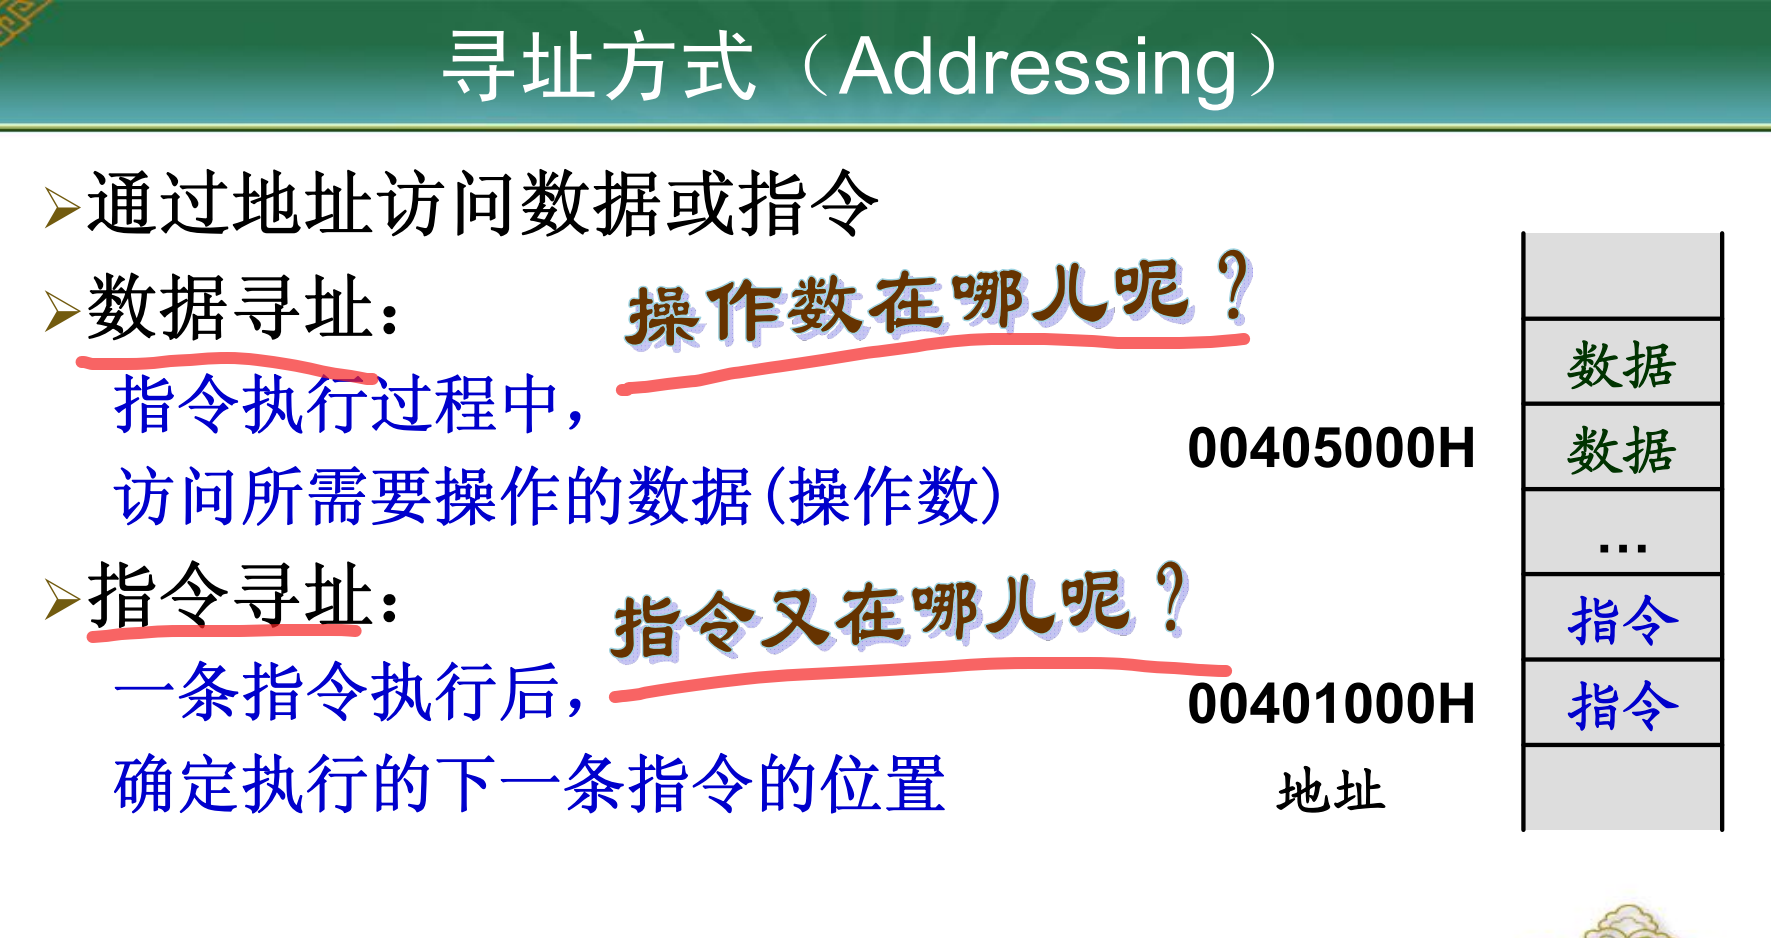 寻址方式（Addressing）
通过地址访问数据或指令
数据寻址：
操作数在哪儿呢？
指令执行过程中，
访问所需要操作的数据(操作数)
指令寻址：
指令又在哪儿呢？
一条指令执行后，
确定执行的下一条指令的位置
数据
00405000H
数据
…
指令
00401000H
指令
地址